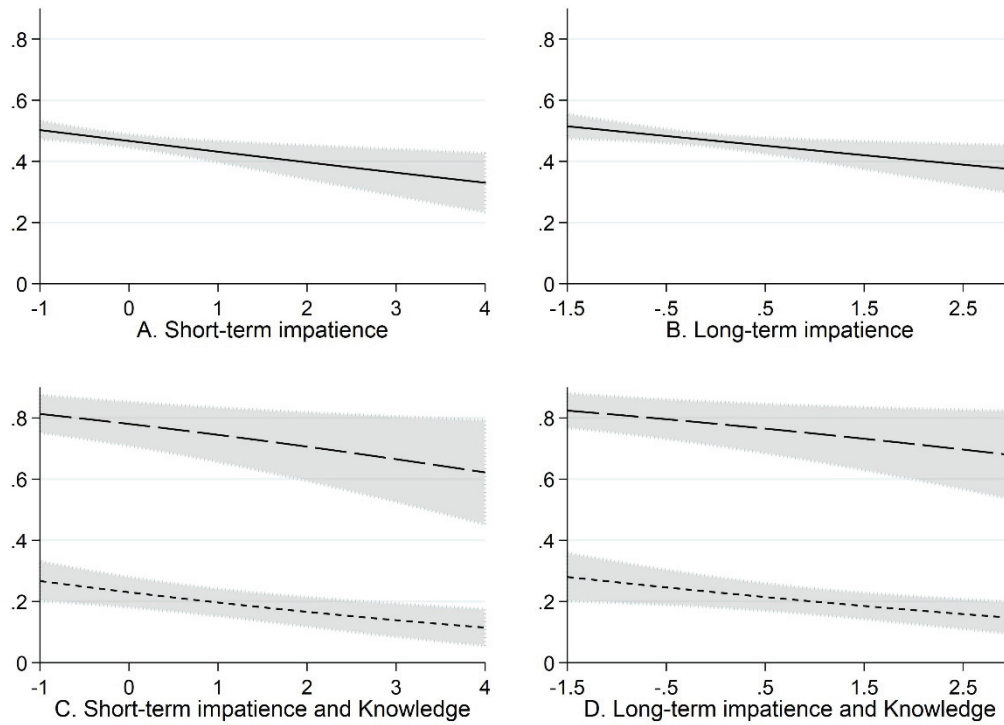 .8
.6
.4
.2
0
-1 0 1 2 3 4
A. Short-term impatience
.8
.6
.4
.2
0
-1.5 -.5 .5 1.5 2.5
B. Long-term impatience
.8
.6
.4
.2
0
-1 0 1 2 3 4
C. Short-term impatience and Knowledge
.8
.6
.4
.2
0
-1.5 -.5 .5 1.5 2.5
D. Long-term impatience and Knowledge